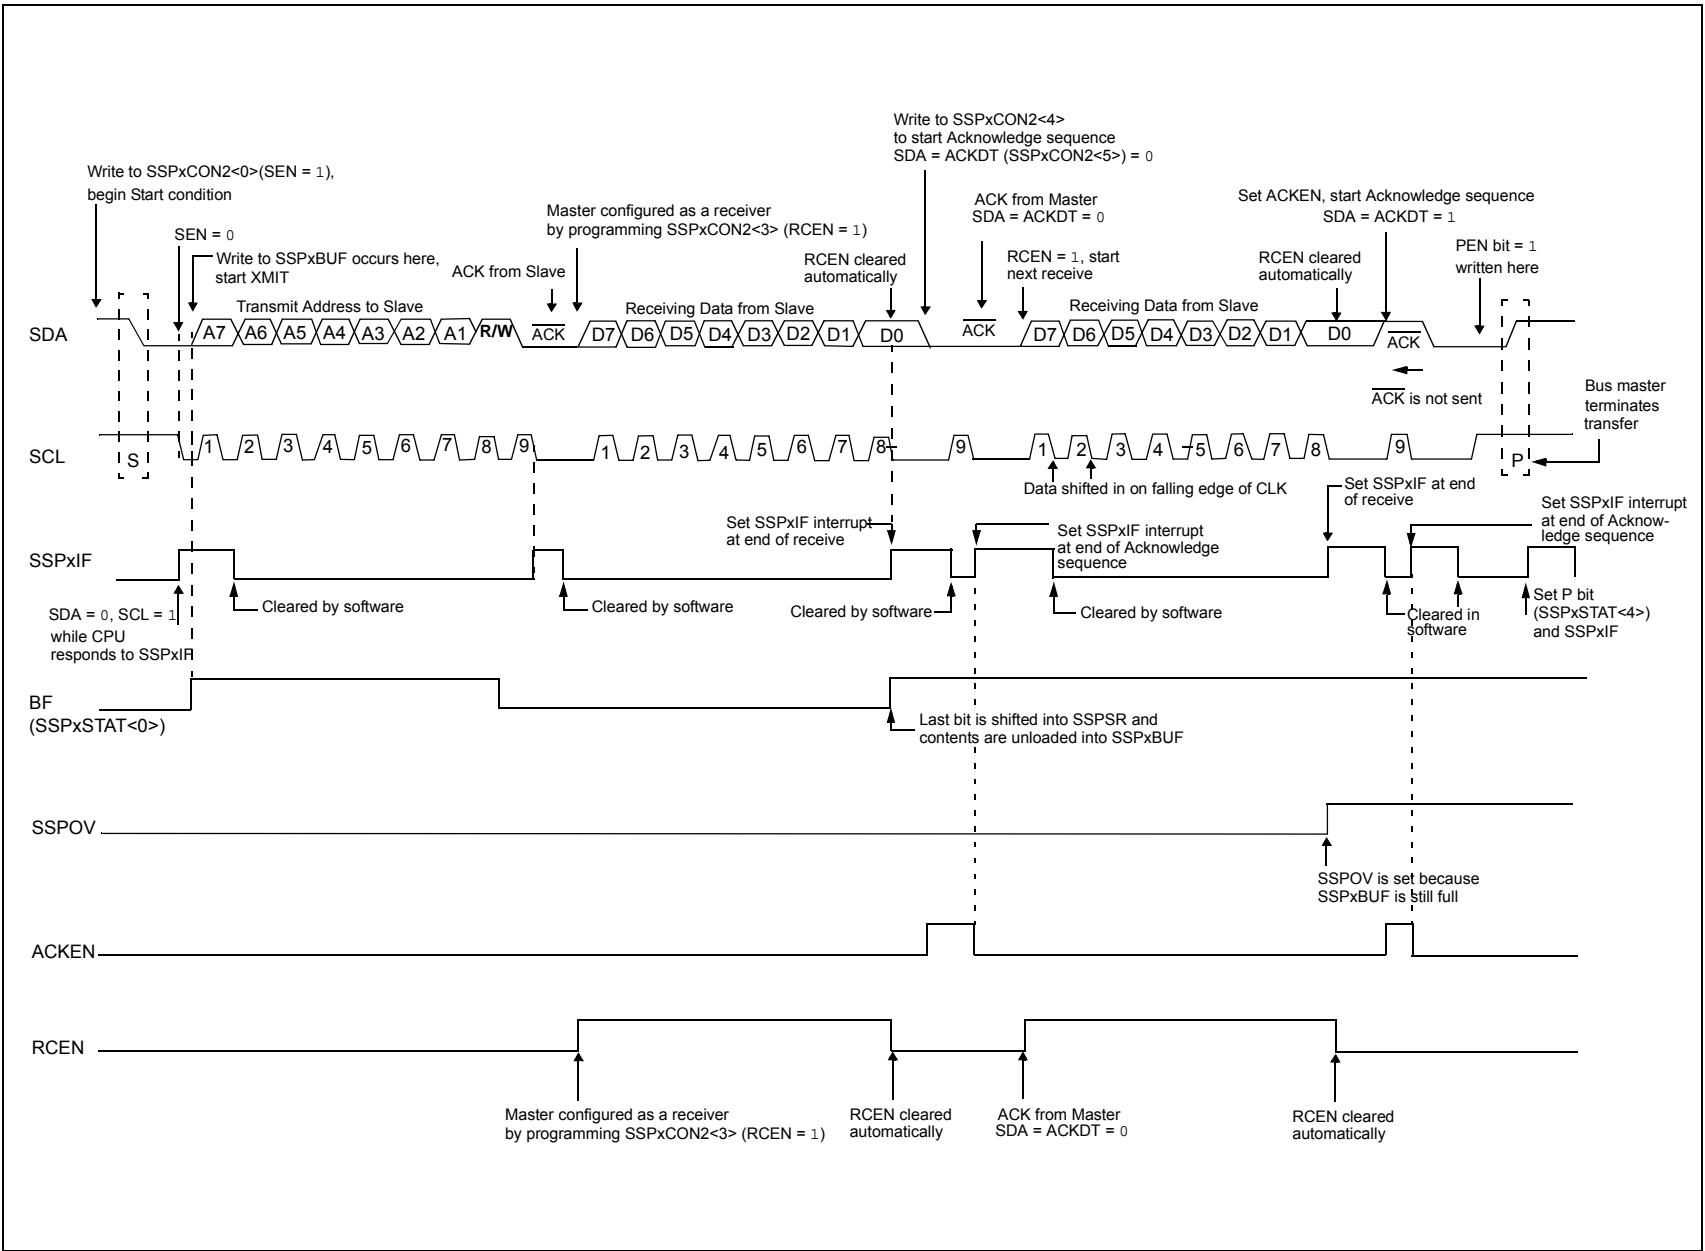 Write to SSPxCON2<4>
to start Acknowledge sequence
SDA = ACKDT (SSPxCON2<5>) = 0
Write to SSPxCON2<0>(SEN = 1),
begin Start condition
ACK from Master
SDA = ACKDT = 0
Set ACKEN, start Acknowledge sequence
SDA = ACKDT = 1
Master configured as a receiver
by programming SSPxCON2<3> (RCEN = 1)
SEN = 0
Write to SSPxBUF occurs here,
start XMIT
ACK from Slave
RCEN cleared
automatically
RCEN = 1, start
next receive
RCEN cleared
automatically
PEN bit = 1
written here
Transmit Address to Slave
Receiving Data from Slave
Receiving Data from Slave
SDA
A7 A6 A5 A4 A3 A2 A1 R/W ACK D7 D6 D5 D4 D3 D2 D1 D0 ACK D7 D6 D5 D4 D3 D2 D1 D0 ACK
ACK is not sent
Bus master
terminates
transfer
SCL
S 1 2 3 4 5 6 7 8 9 1 2 3 4 5 6 7 8 9 1 2 3 4 5 6 7 8 9 P
Data shifted in on falling edge of CLK
Set SSPxIF at end
of receive
Set SSPxIF interrupt
at end of receive
Set SSPxIF interrupt
at end of Acknowledge
sequence
Set SSPxIF interrupt
at end of Acknow-
ledge sequence
SSPxIF
Cleared by software
Cleared by software
Cleared by software
Cleared by software
Cleared in
software
Set P bit
(SSPxSTAT<4>)
and SSPxIF
SDA = 0, SCL = 1
while CPU
responds to SSPxIF
BF
(SSPxSTAT<0>)
Last bit is shifted into SSPSR and
contents are unloaded into SSPxBUF
SSPOV
SSPOV is set because
SSPxBUF is still full
ACKEN
RCEN
Master configured as a receiver
by programming SSPxCON2<3> (RCEN = 1)
RCEN cleared
automatically
ACK from Master
SDA = ACKDT = 0
RCEN cleared
automatically